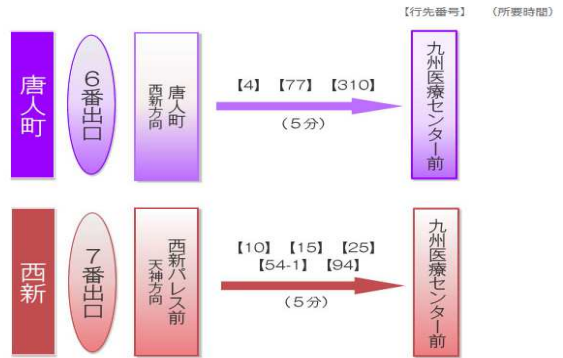 【行先番号】 (所要時間)
唐人町
6番出口
唐人町
西新方向
【4】 【77】 【310】
(5分)
九州医療センター前
西新
7番出口
西新パレス前
天神方向
【10】 【15】 【25】
【54-1】 【94】
(5分)
九州医療センター前